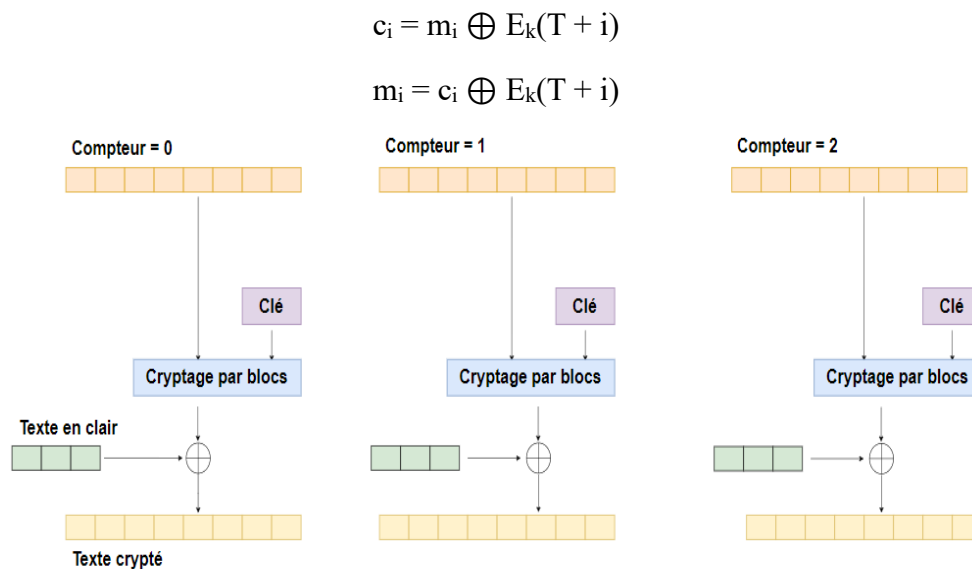 cᵢ = mᵢ ⊕ Eₖ(T + i)
mᵢ = cᵢ ⊕ Eₖ(T + i)
Compteur = 0
Compteur = 1
Compteur = 2
Clé
Clé
Clé
Cryptage par blocs
Cryptage par blocs
Cryptage par blocs
Texte en clair
Texte crypté